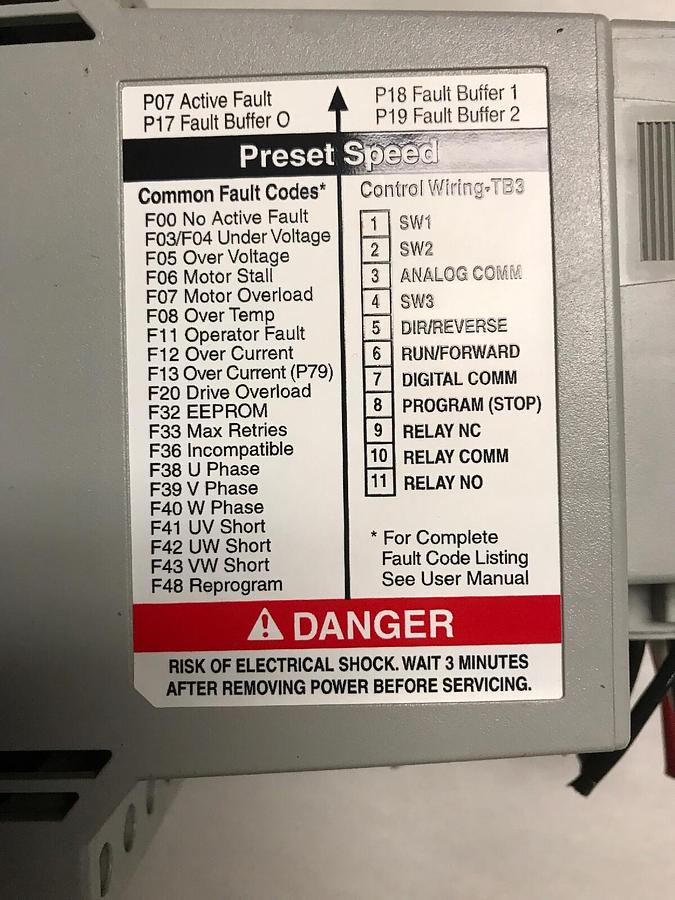 P07 Active Fault
P17 Fault Buffer O
P18 Fault Buffer 1
P19 Fault Buffer 2
Preset Speed
Common Fault Codes*
F00 No Active Fault
F03/F04 Under Voltage
F05 Over Voltage
F06 Motor Stall
F07 Motor Overload
F08 Over Temp
F11 Operator Fault
F12 Over Current
F13 Over Current (P79)
F20 Drive Overload
F32 EEPROM
F33 Max Retries
F36 Incompatible
F38 U Phase
F39 V Phase
F40 W Phase
F41 UV Short
F42 UW Short
F43 VW Short
F48 Reprogram
Control Wiring-TB3
1 SW1
2 SW2
3 ANALOG COMM
4 SW3
5 DIR/REVERSE
6 RUN/FORWARD
7 DIGITAL COMM
8 PROGRAM (STOP)
9 RELAY NC
10 RELAY COMM
11 RELAY NO
* For Complete
Fault Code Listing
See User Manual
DANGER
RISK OF ELECTRICAL SHOCK. WAIT 3 MINUTES
AFTER REMOVING POWER BEFORE SERVICING.